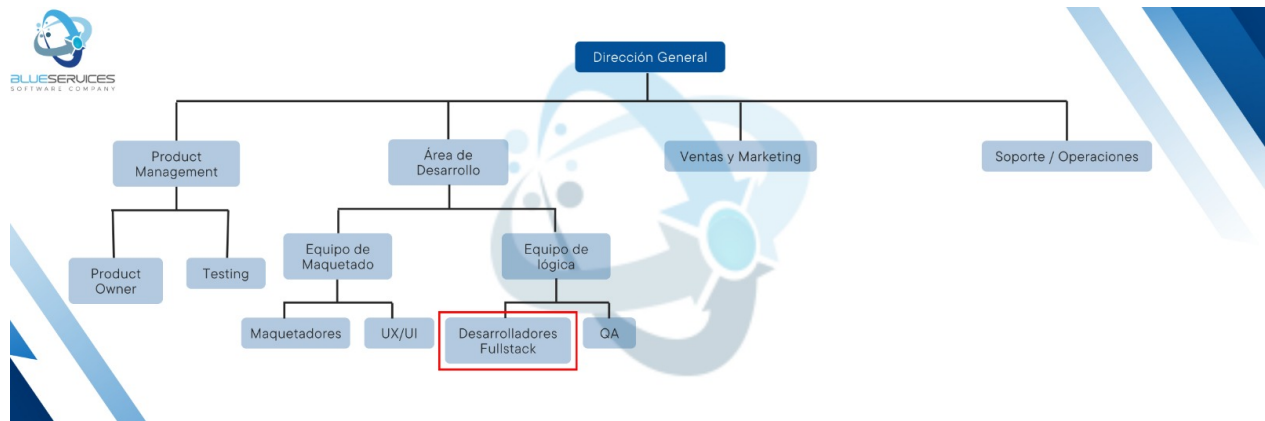 BLUESERVICES
SOFTWARE COMPANY
Dirección General
Product
Management
Área de
Desarrollo
Ventas y Marketing
Soporte / Operaciones
Product
Owner
Testing
Equipo de
Maquetado
Equipo de
lógica
Maquetadores
UX/UI
Desarrolladores
Fullstack
QA